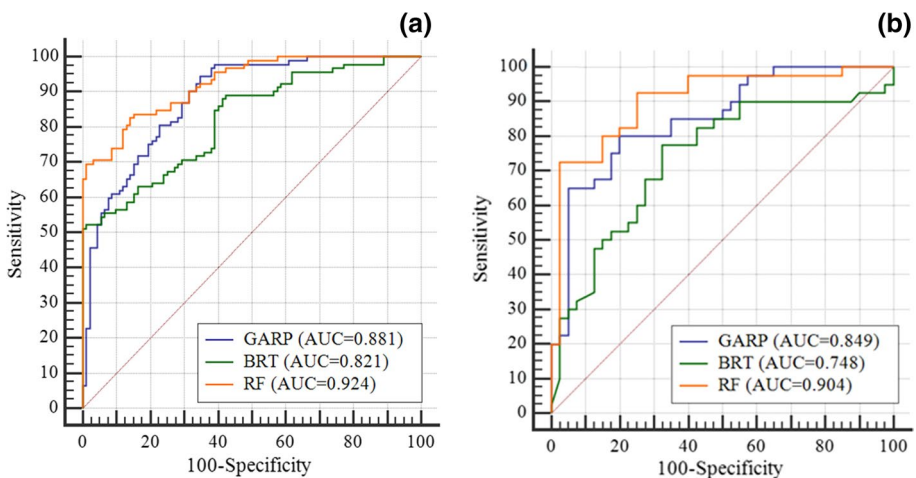 (a)
Sensitivity
100
90
80
70
60
50
40
30
20
10
0
GARP (AUC=0.881)
BRT (AUC=0.821)
RF (AUC=0.924)
0 20 40 60 80 100
100-Specificity
(b)
Sensitivity
100
90
80
70
60
50
40
30
20
10
0
GARP (AUC=0.849)
BRT (AUC=0.748)
RF (AUC=0.904)
0 20 40 60 80 100
100-Specificity